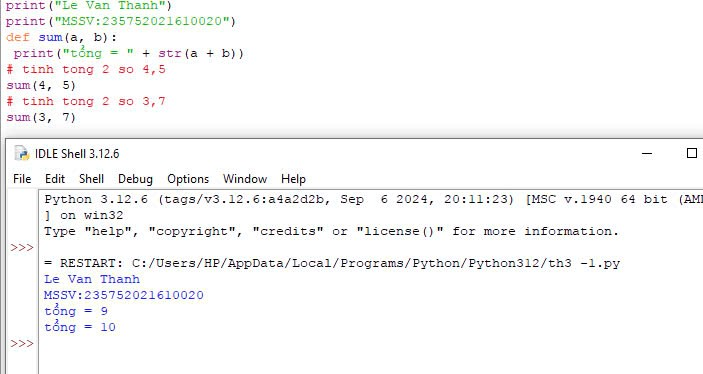 print("Le Van Thanh")
print("MSSV:235752021610020")
def sum(a, b):
 print("tổng = " + str(a + b))
# tinh tong 2 so 4,5
sum(4, 5)
# tinh tong 2 so 3,7
sum(3, 7)
IDLE Shell 3.12.6
File Edit Shell Debug Options Window Help
Python 3.12.6 (tags/v3.12.6:a4a2d2b, Sep  6 2024, 20:11:23) [MSC v.1940 64 bit (AM
] on win32
Type "help", "copyright", "credits" or "license()" for more information.
>>>
= RESTART: C:/Users/HP/AppData/Local/Programs/Python/Python312/th3 -1.py
Le Van Thanh
MSSV:235752021610020
tổng = 9
tổng = 10
>>>